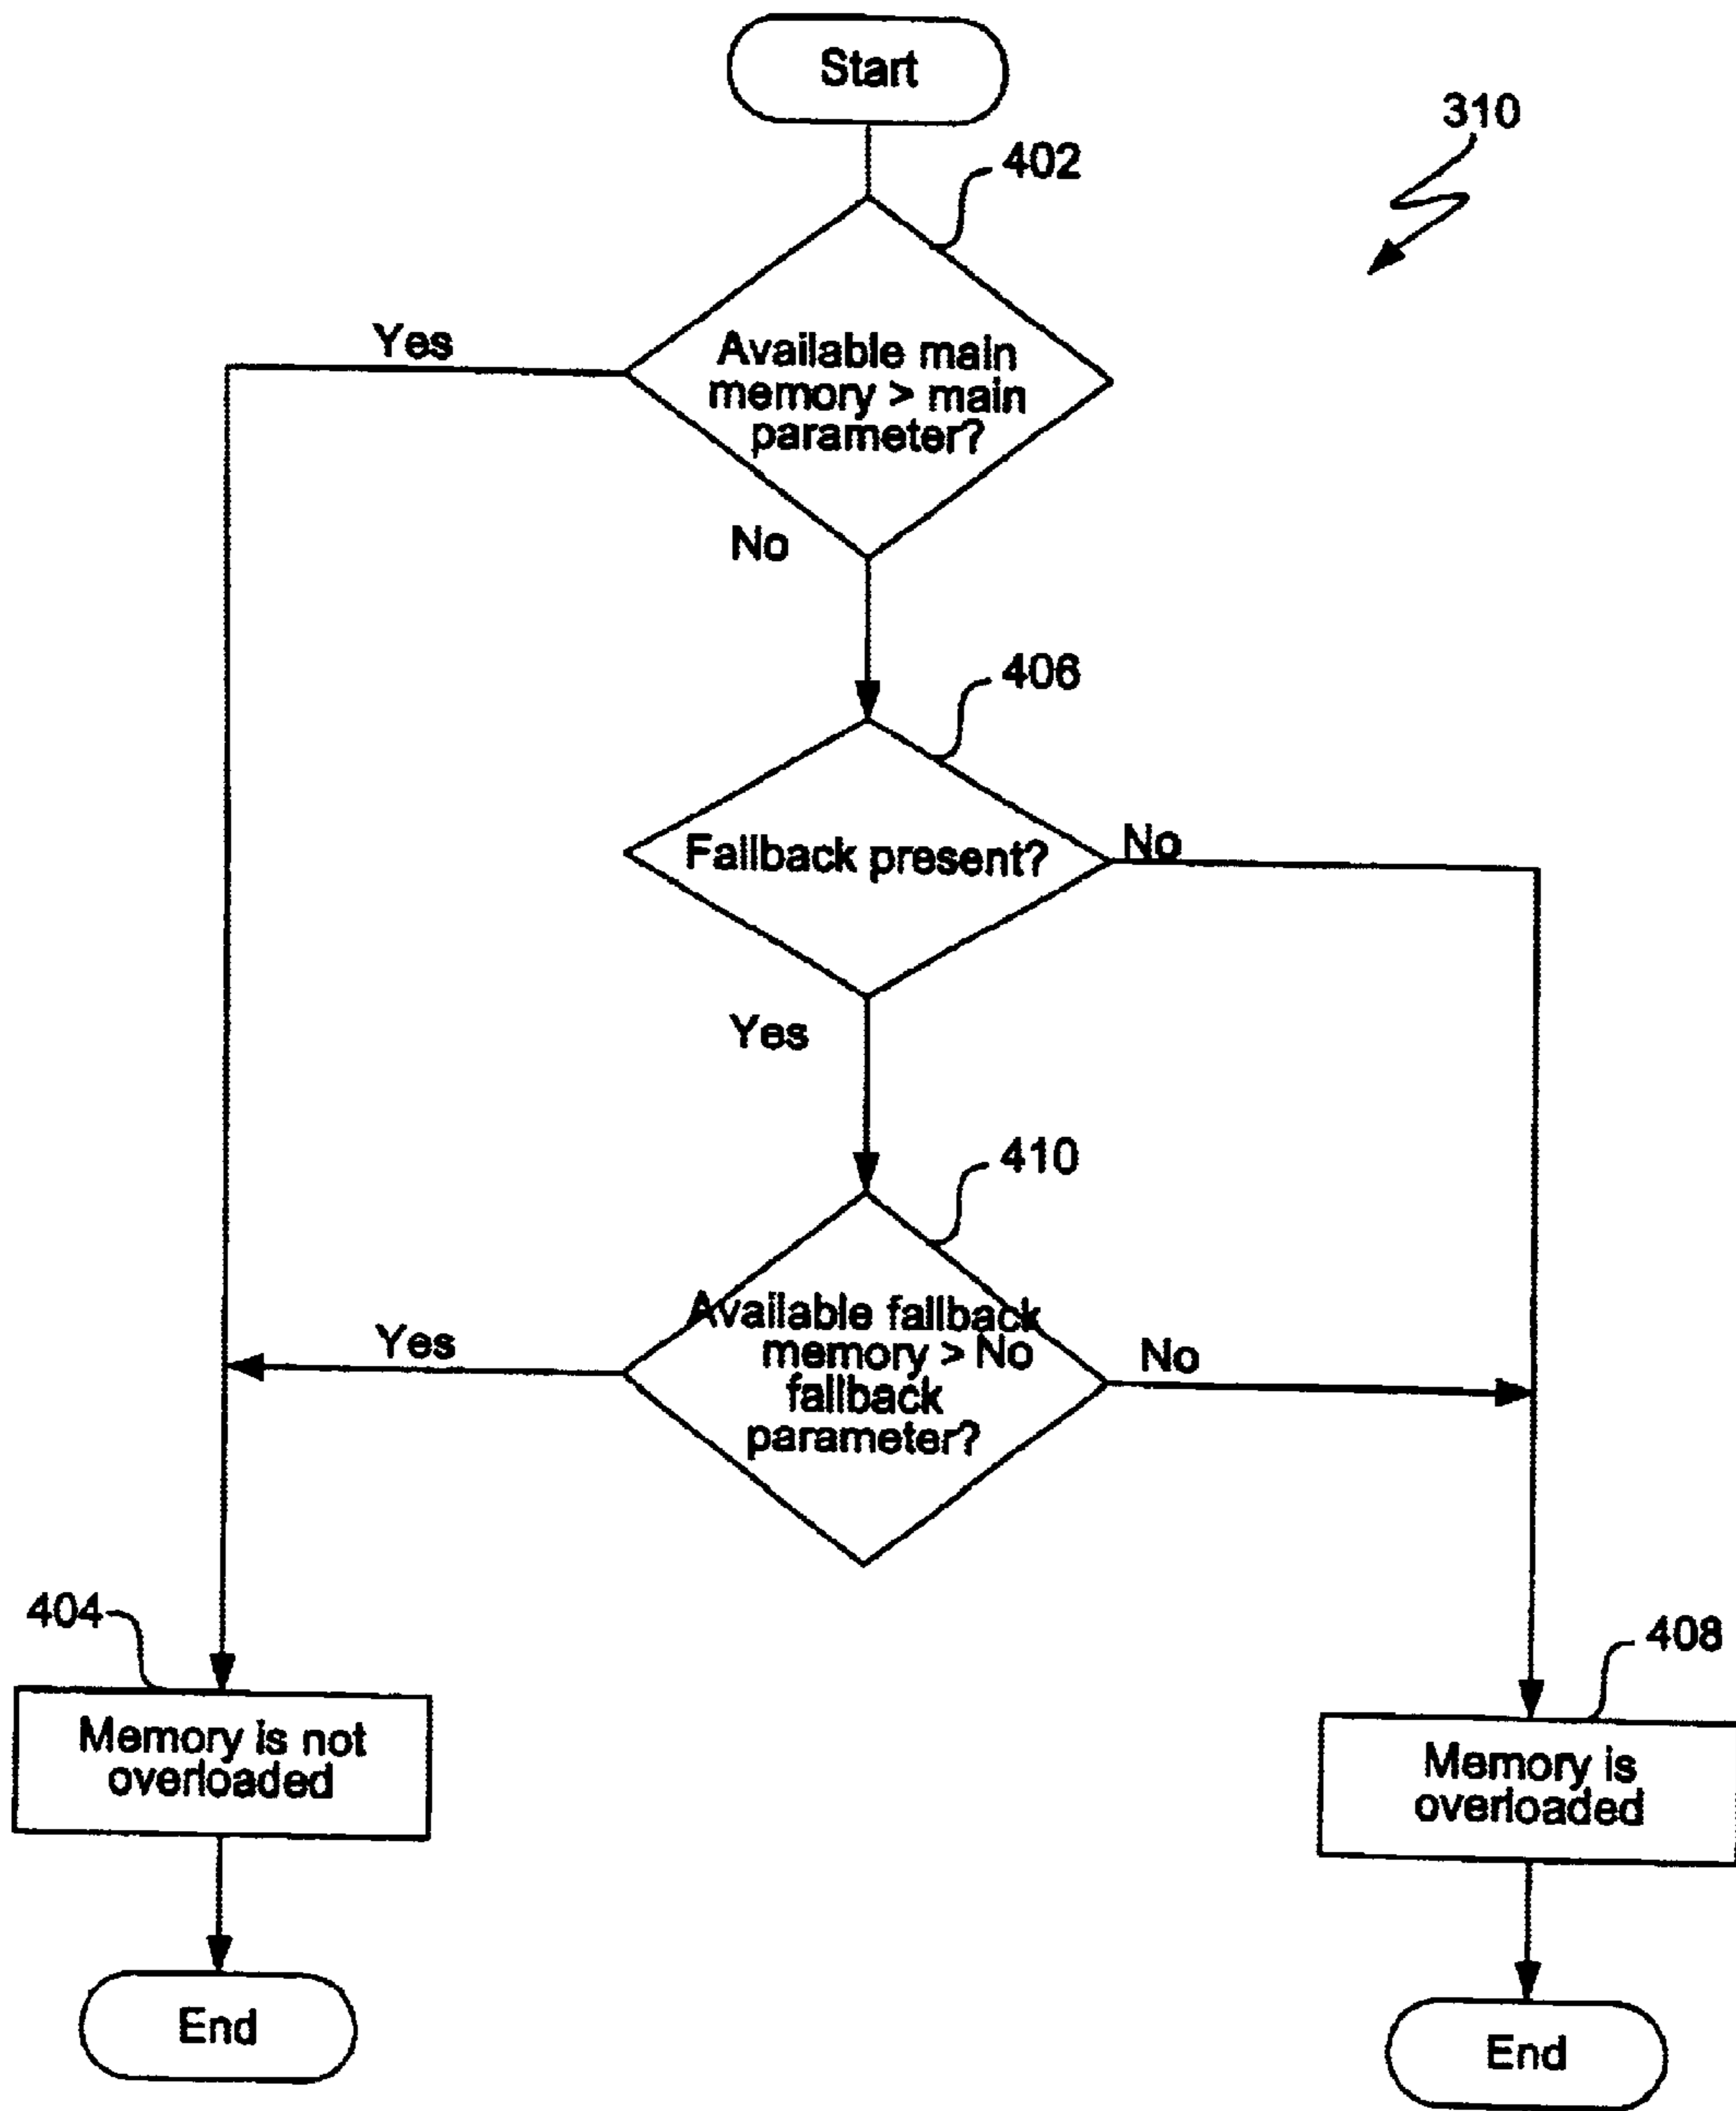 Start
310
402
Yes
Available main
memory > main
parameter?
No
406
Fallback present?
No
Yes
410
Available fallback
memory > No
fallback
parameter?
Yes
No
404
408
Memory is not
overloaded
Memory is
overloaded
End
End